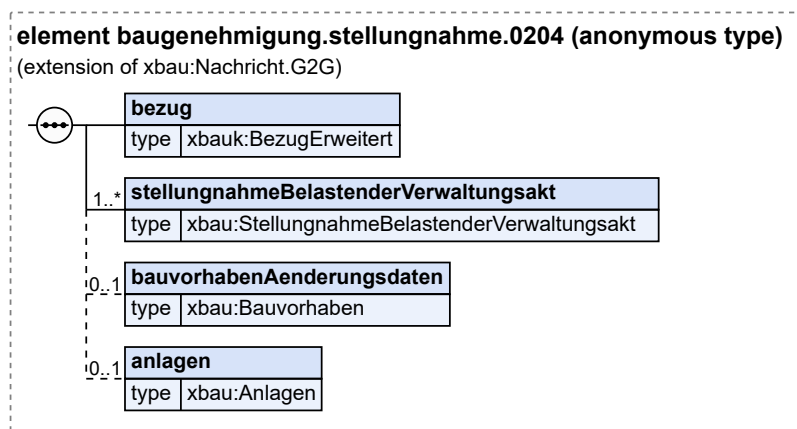 element baugenehmigung.stellungnahme.0204 (anonymous type)
(extension of xbau:Nachricht.G2G)
bezug
type xbauk:BezugErweitert
1..* stellungnahmeBelastenderVerwaltungsakt
type xbau:StellungnahmeBelastenderVerwaltungsakt
0..1 bauvorhabenAenderungsdaten
type xbau:Bauvorhaben
0..1 anlagen
type xbau:Anlagen